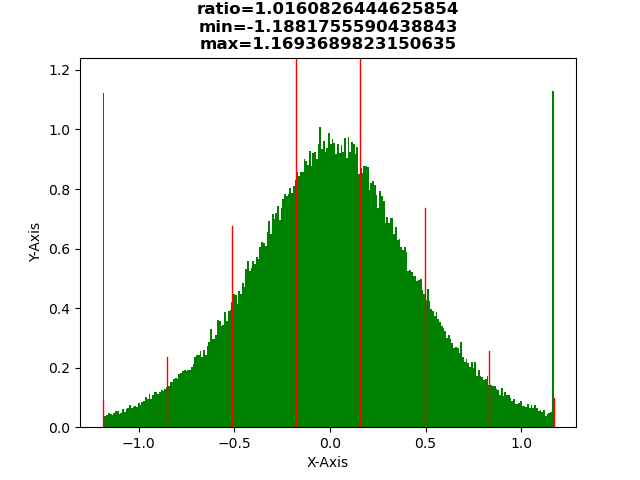 ratio=1.0160826444625854
min=-1.1881755590438843
max=1.1693689823150635
1.2
1.0
0.8
0.6
0.4
0.2
0.0
Y-Axis
−1.0 −0.5 0.0 0.5 1.0
X-Axis